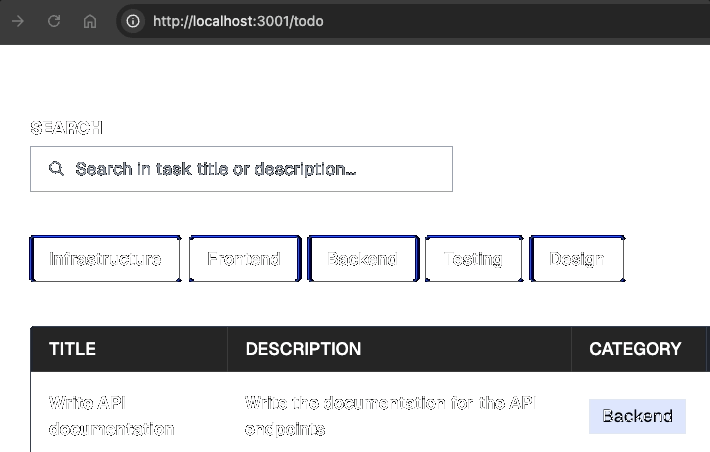 http://localhost:3001/todo
SEARCH
Search in task title or description...
Infrastructure Frontend Backend Testing Design
TITLE DESCRIPTION CATEGORY
Write API Write the documentation for the API Backend
documentation endpoints